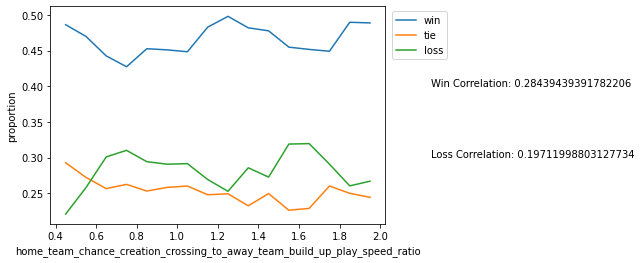 0.50
0.45
0.40
0.35
0.30
0.25
proportion
0.4 0.6 0.8 1.0 1.2 1.4 1.6 1.8 2.0
home_team_chance_creation_crossing_to_away_team_build_up_play_speed_ratio
win
tie
loss
Win Correlation: 0.28439439391782206
Loss Correlation: 0.19711998803127734